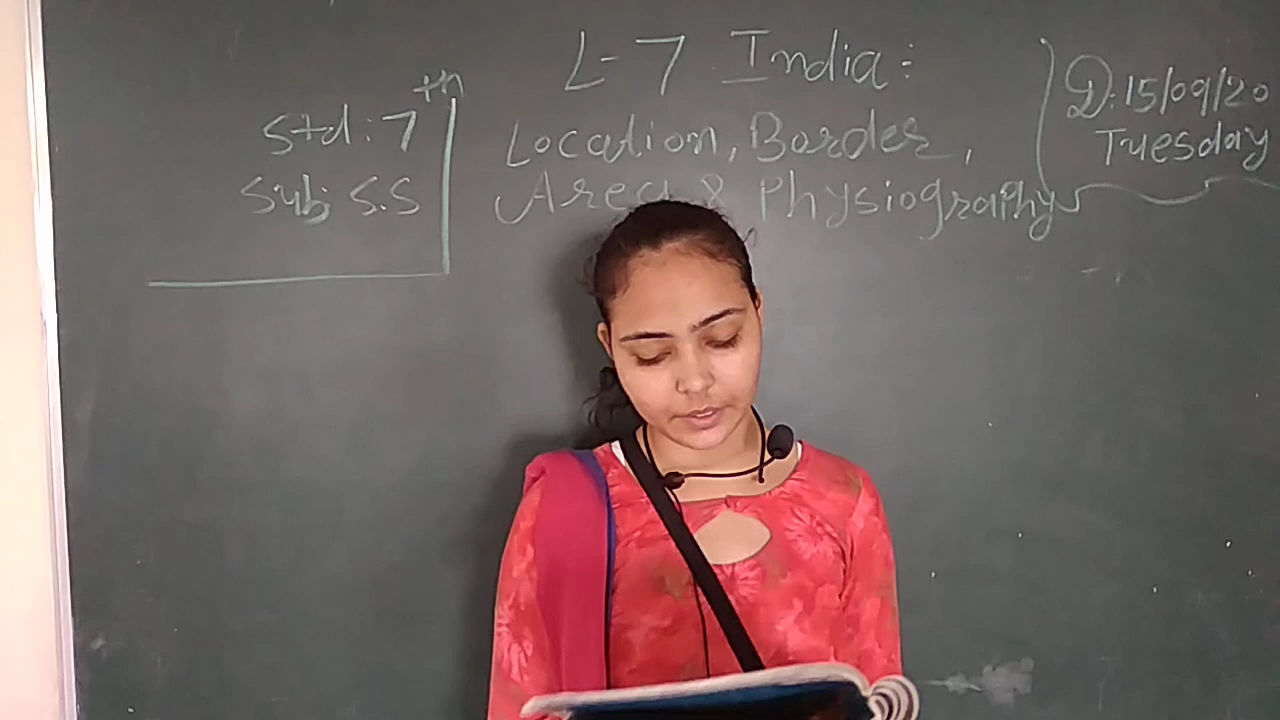 Std: 7th
Sub: S.S
L-7 India:
Location, Border,
Area & Physiography
D: 15/09/20
Tuesday